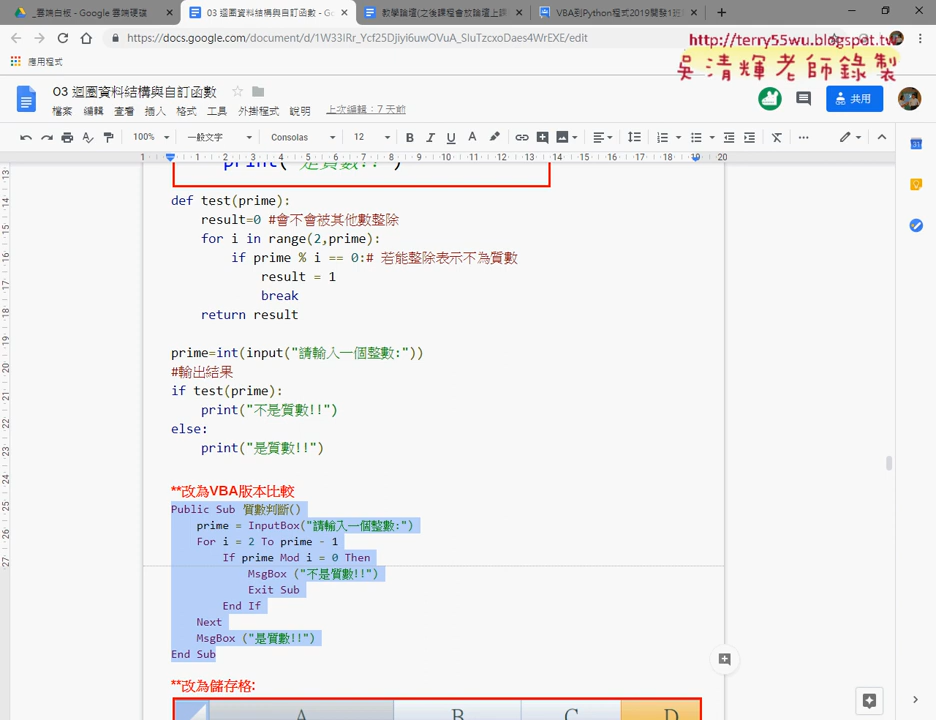 _雲端白板 - Google 雲端硬碟
03 迴圈資料結構與自訂函數 - Go
教學論壇(之後課程會放論壇上課
VBA到Python程式2019開發1班
https://docs.google.com/document/d/1W33IRr_Ycf25DjIyi6uwOVuA_SluTzcxoDaes4WrEXE/edit
http://terry55wu.blogspot.tw
吳清輝老師錄製
應用程式
03 迴圈資料結構與自訂函數
檔案 編輯 查看 插入 格式 工具 外掛程式 說明 上次編輯：7 天前
共用
100% 一般文字 Consolas 12
print("是質數!!")
def test(prime):
result=0 #會不會被其他數整除
for i in range(2,prime):
if prime % i == 0:# 若能整除表示不為質數
result = 1
break
return result
prime=int(input("請輸入一個整數:"))
#輸出結果
if test(prime):
print("不是質數!!")
else:
print("是質數!!")
**改為VBA版本比較
Public Sub 質數判斷()
prime = InputBox("請輸入一個整數:")
For i = 2 To prime - 1
If prime Mod i = 0 Then
MsgBox ("不是質數!!")
Exit Sub
End If
Next
MsgBox ("是質數!!")
End Sub
**改為儲存格:
A B C D